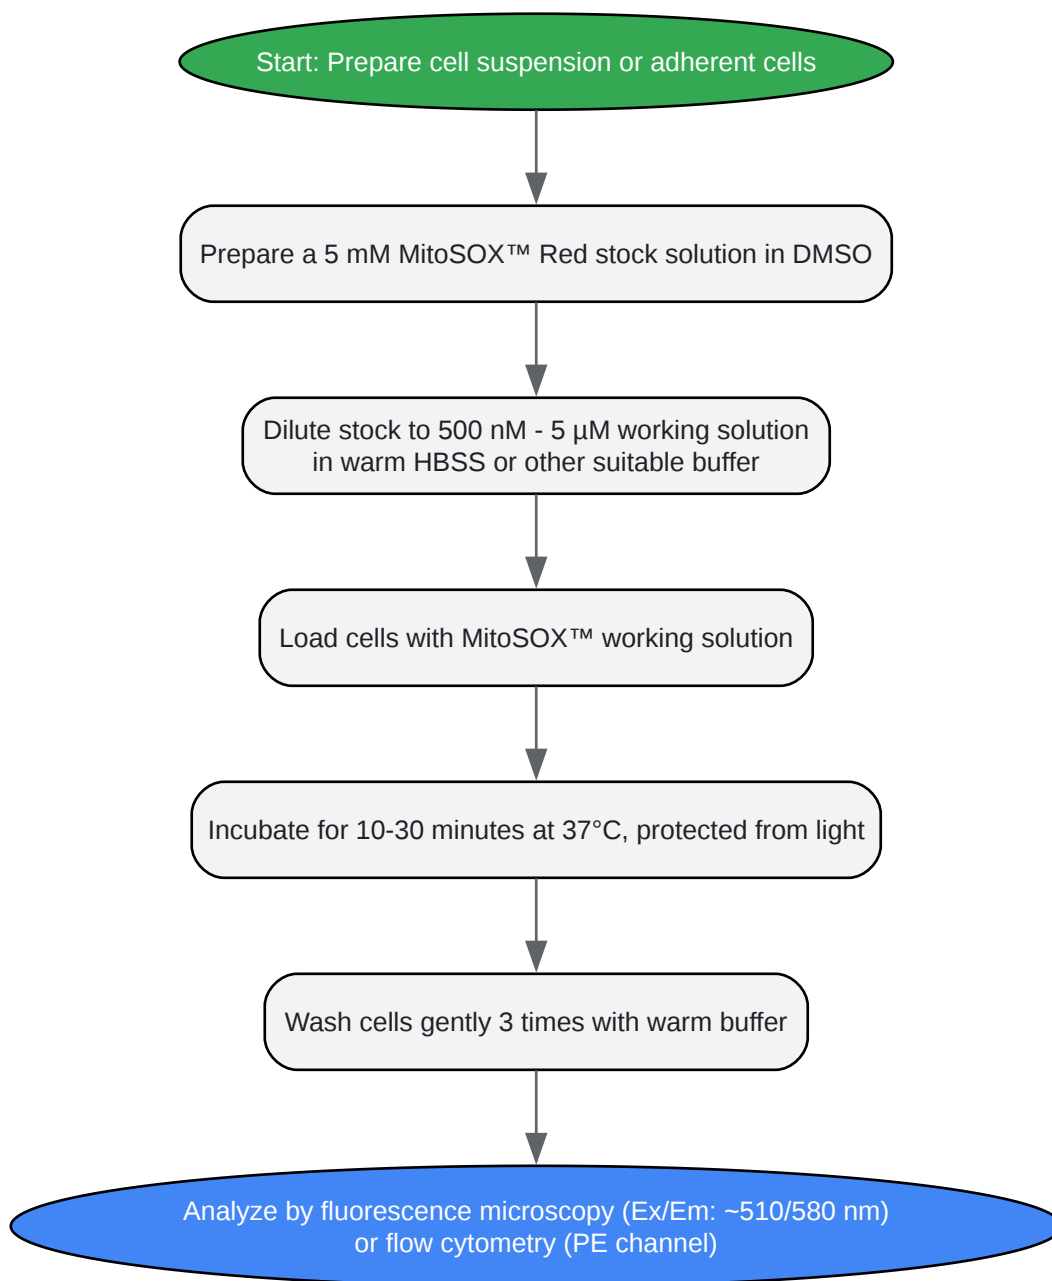 Start: Prepare cell suspension or adherent cells
Prepare a 5 mM MitoSOX™ Red stock solution in DMSO
Dilute stock to 500 nM - 5 µM working solution
in warm HBSS or other suitable buffer
Load cells with MitoSOX™ working solution
Incubate for 10-30 minutes at 37°C, protected from light
Wash cells gently 3 times with warm buffer
Analyze by fluorescence microscopy (Ex/Em: ~510/580 nm)
or flow cytometry (PE channel)